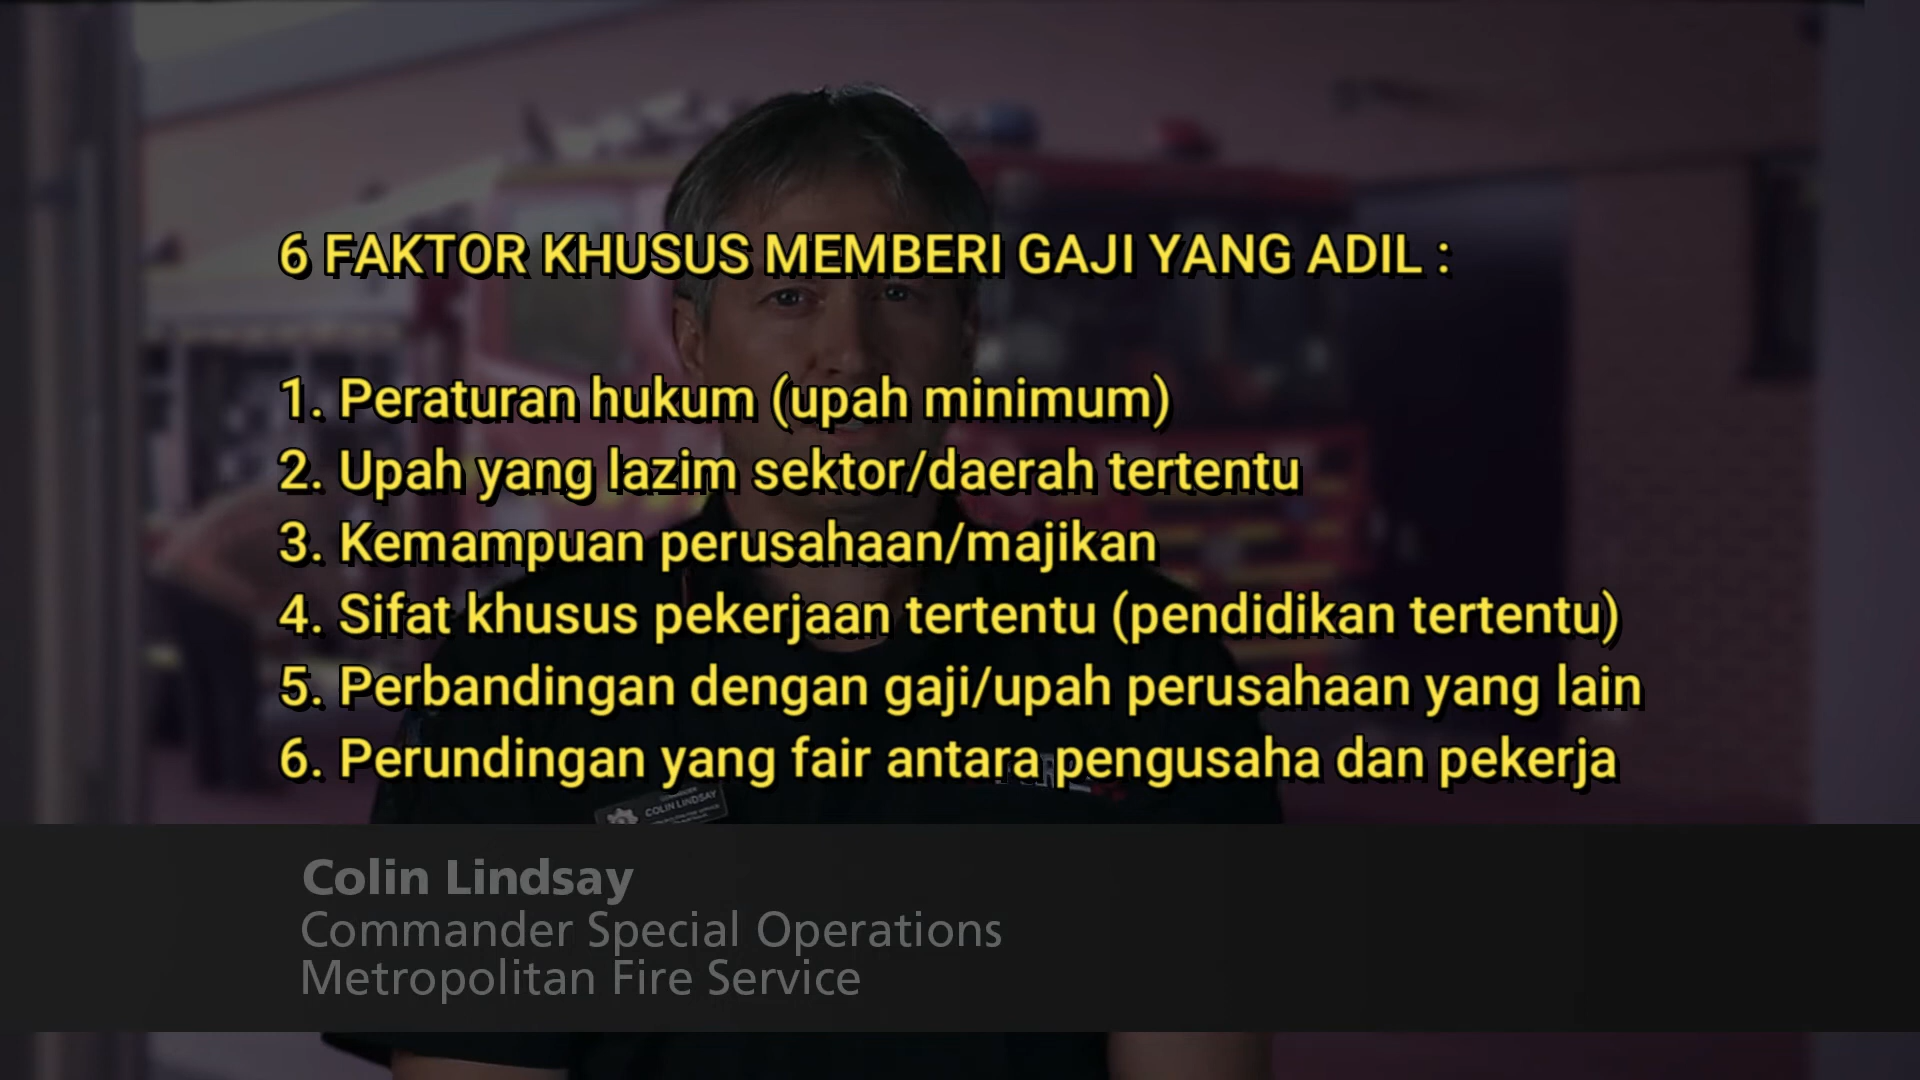 6 FAKTOR KHUSUS MEMBERI GAJI YANG ADIL :
1. Peraturan hukum (upah minimum)
2. Upah yang lazim sektor/daerah tertentu
3. Kemampuan perusahaan/majikan
4. Sifat khusus pekerjaan tertentu (pendidikan tertentu)
5. Perbandingan dengan gaji/upah perusahaan yang lain
6. Perundingan yang fair antara pengusaha dan pekerja
COLIN LINDSAY
Colin Lindsay
Commander Special Operations
Metropolitan Fire Service